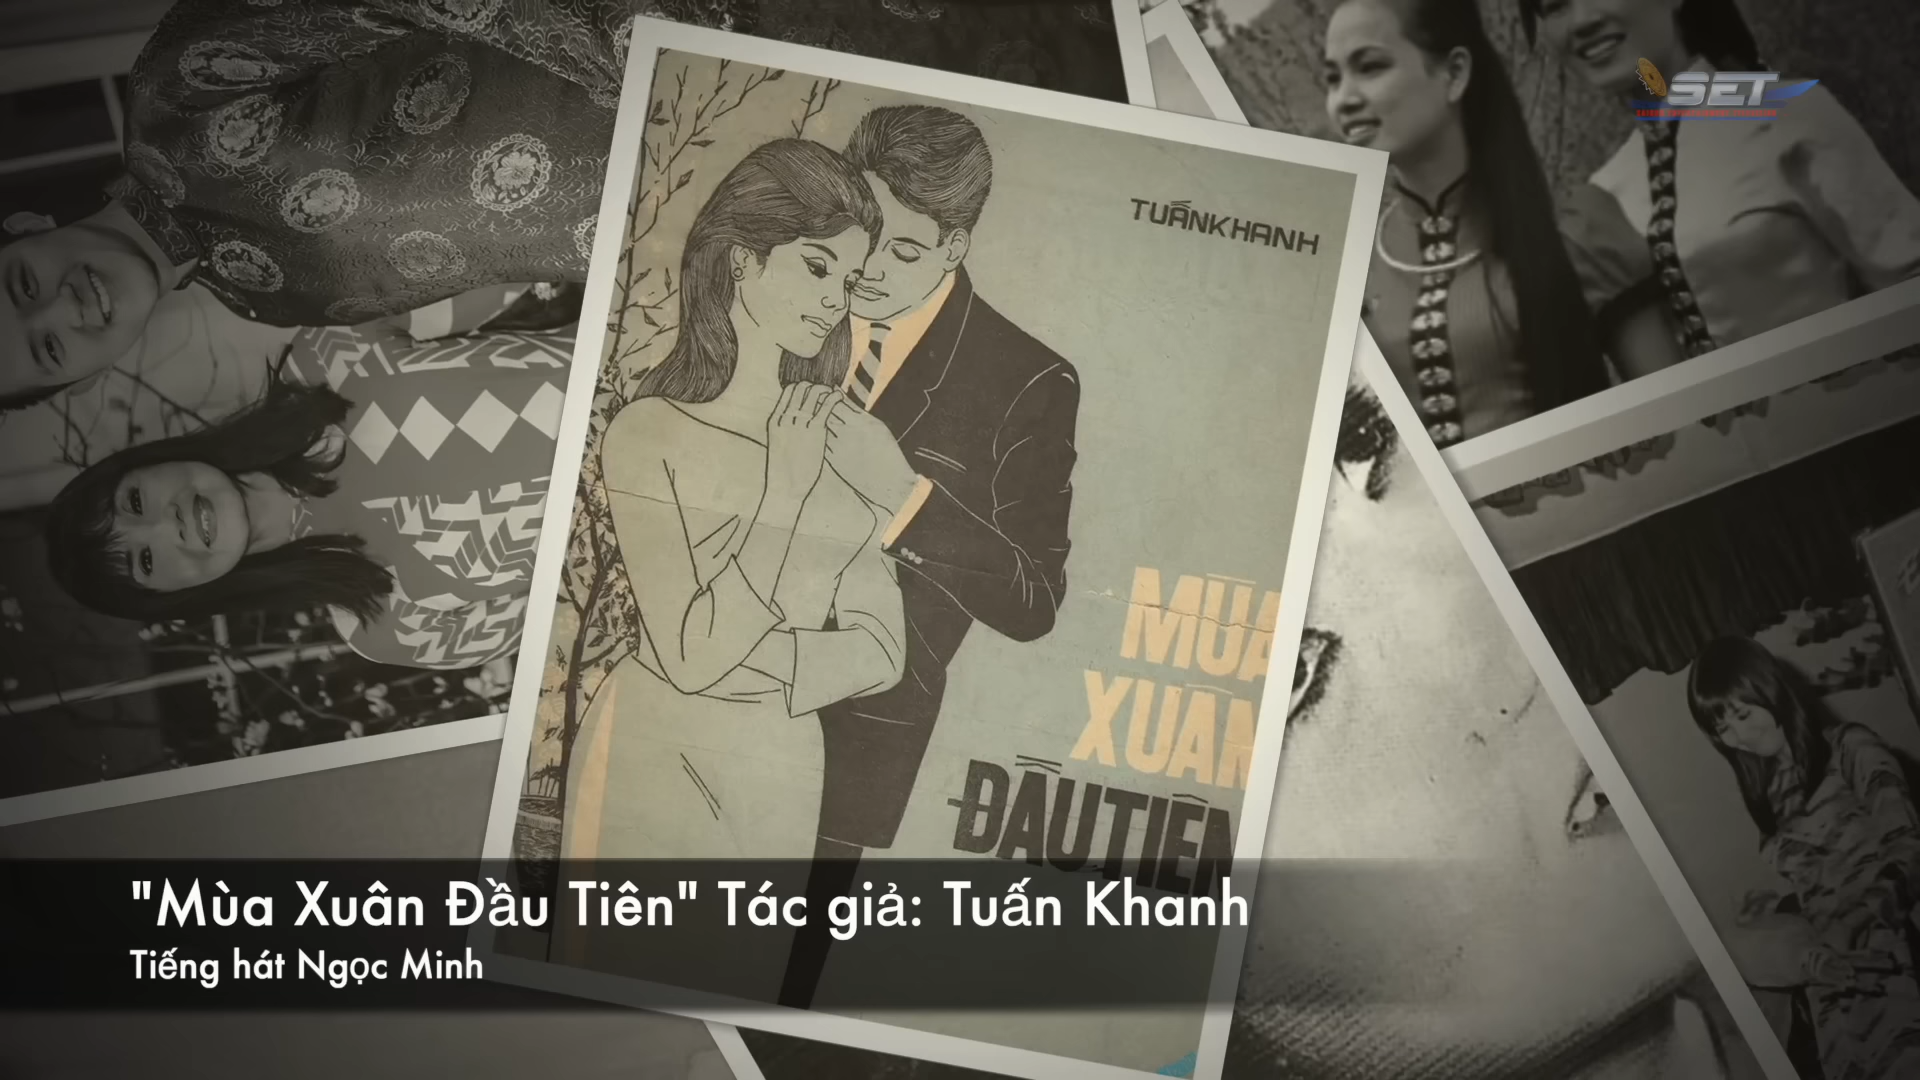 SET
TUẤN KHANH
MÙA
XUÂN
ĐẦU TIÊN
"Mùa Xuân Đầu Tiên" Tác giả: Tuấn Khanh
Tiếng hát Ngọc Minh